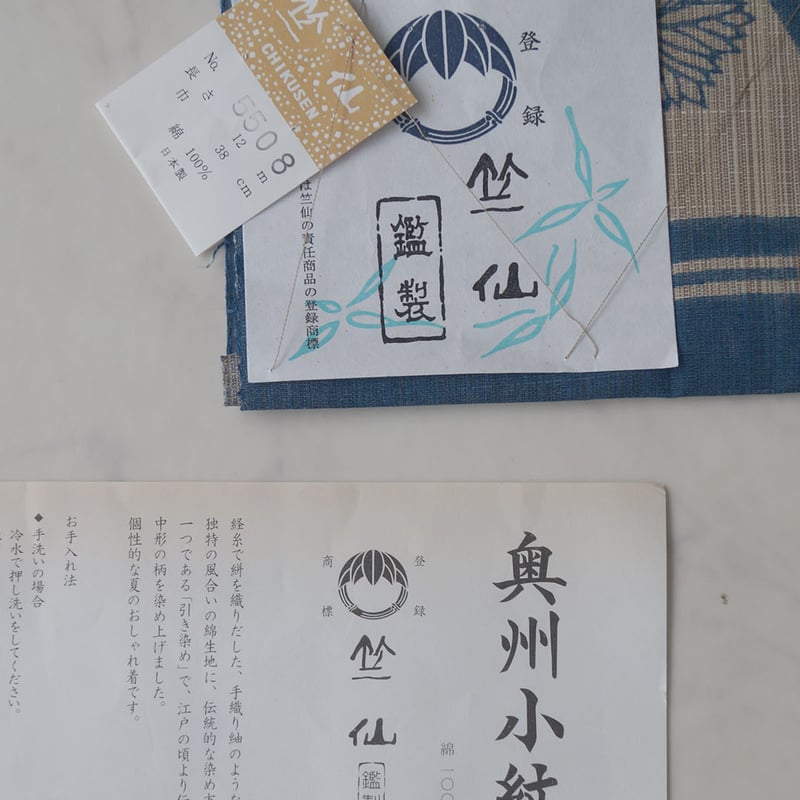 竺仙
CHIKUSEN
No. 5508
長さ 12 m
巾 38 cm
綿 100%
日本製
登録
竺仙
鑑製
は竺仙の責任商品の登録商標
奥州小紋
綿一〇〇
登録
商標
竺仙
鑑製
経糸で絣を織りだした、手織り紬のような
独特の風合いの綿生地に、伝統的な染め
一つである「引き染め」で、江戸の頃より
中形の柄を染め上げました。
個性的な夏のおしゃれ着です。
お手入れ法
◆手洗いの場合
冷水で押し洗いをしてください。